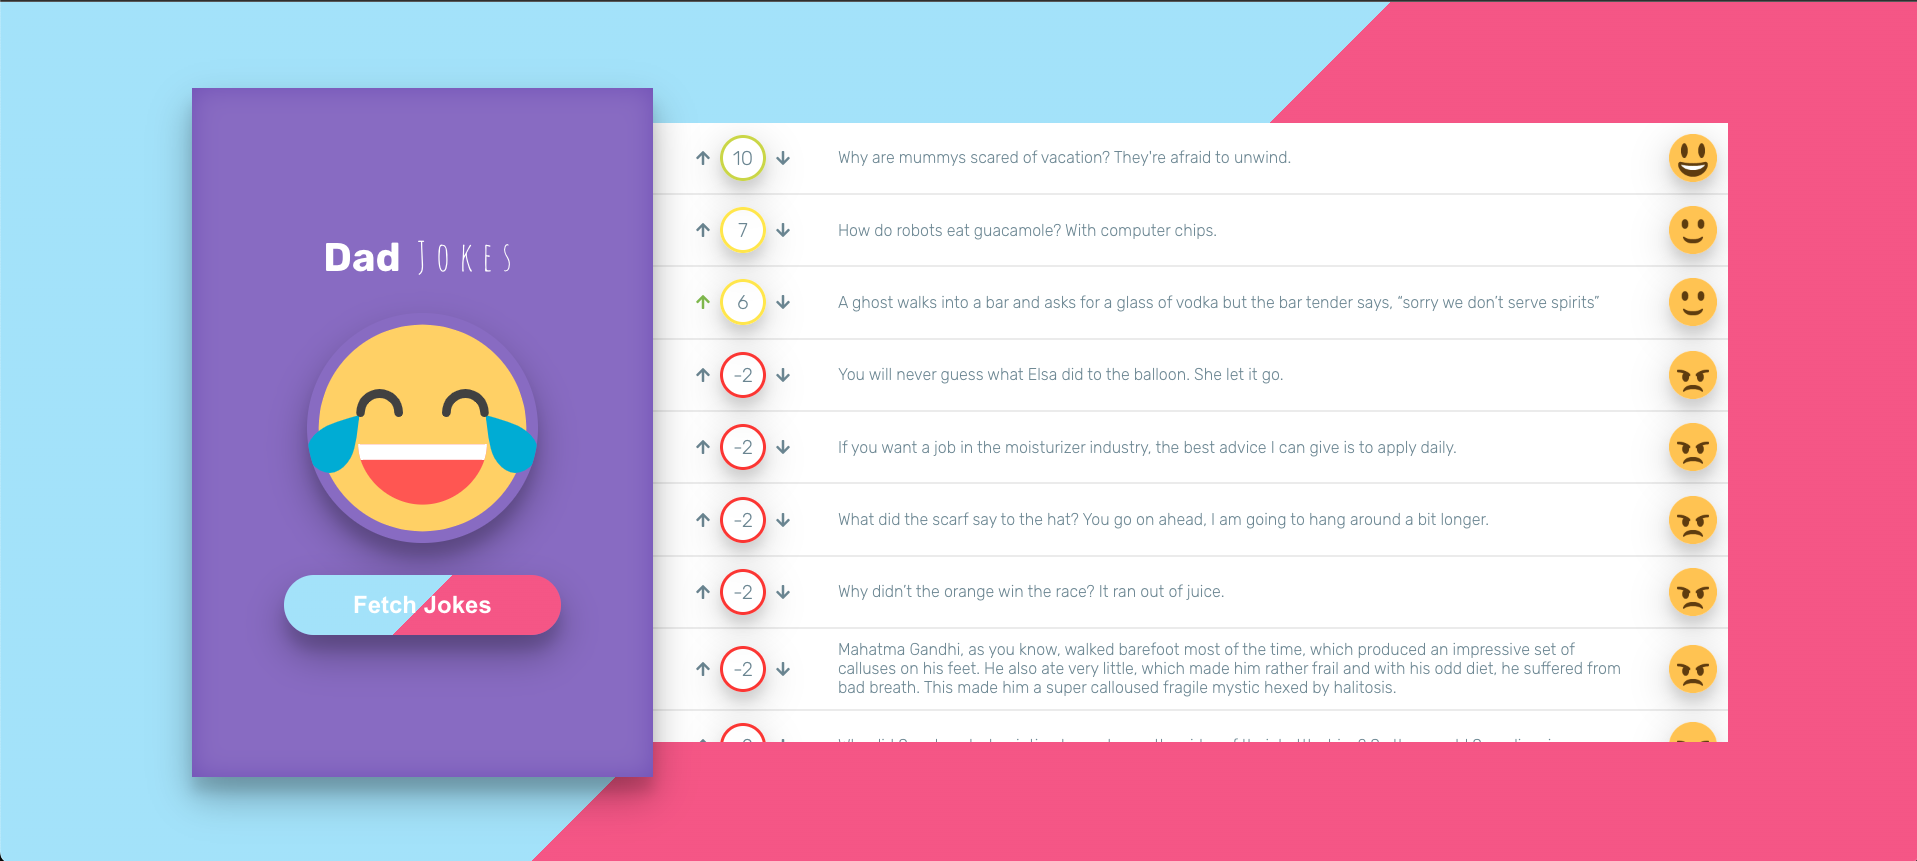 Dad Jokes
Fetch Jokes
10 Why are mummys scared of vacation? They're afraid to unwind.
7 How do robots eat guacamole? With computer chips.
6 A ghost walks into a bar and asks for a glass of vodka but the bar tender says, “sorry we don’t serve spirits”
-2 You will never guess what Elsa did to the balloon. She let it go.
-2 If you want a job in the moisturizer industry, the best advice I can give is to apply daily.
-2 What did the scarf say to the hat? You go on ahead, I am going to hang around a bit longer.
-2 Why didn’t the orange win the race? It ran out of juice.
-2 Mahatma Gandhi, as you know, walked barefoot most of the time, which produced an impressive set of
calluses on his feet. He also ate very little, which made him rather frail and with his odd diet, he suffered from
bad breath. This made him a super calloused fragile mystic hexed by halitosis.